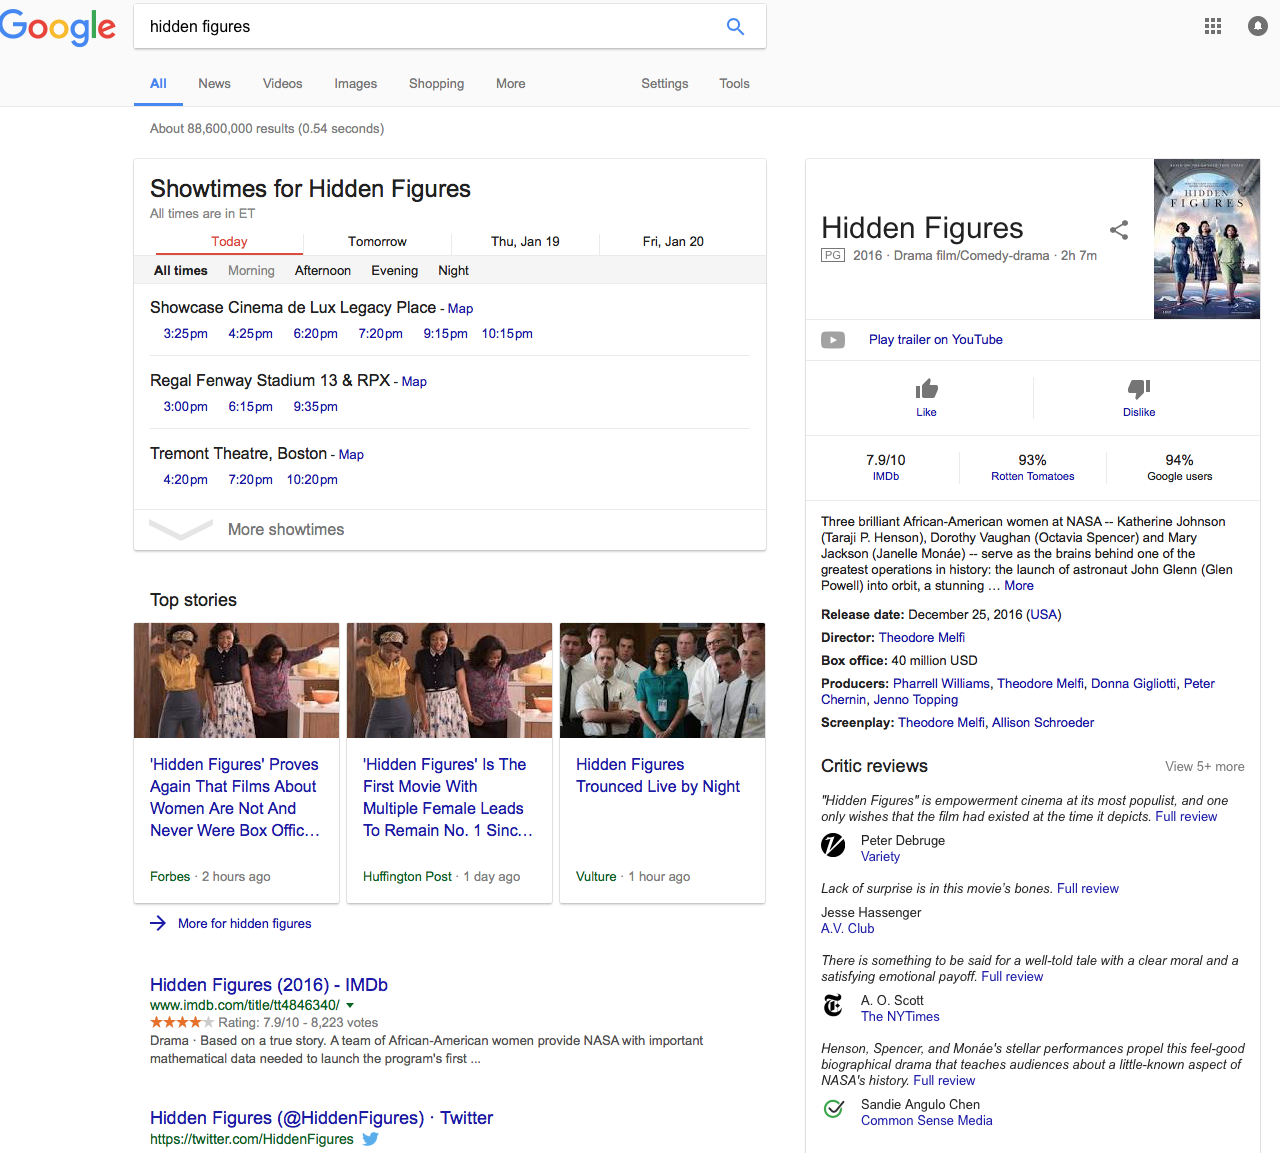 Google
hidden figures
All News Videos Images Shopping More Settings Tools
About 88,600,000 results (0.54 seconds)
Showtimes for Hidden Figures
All times are in ET
Today Tomorrow Thu, Jan 19 Fri, Jan 20
All times Morning Afternoon Evening Night
Showcase Cinema de Lux Legacy Place - Map
3:25pm 4:25pm 6:20pm 7:20pm 9:15pm 10:15pm
Regal Fenway Stadium 13 & RPX - Map
3:00pm 6:15pm 9:35pm
Tremont Theatre, Boston - Map
4:20pm 7:20pm 10:20pm
More showtimes
Top stories
'Hidden Figures' Proves
Again That Films About
Women Are Not And
Never Were Box Offic...
Forbes · 2 hours ago
'Hidden Figures' Is The
First Movie With
Multiple Female Leads
To Remain No. 1 Sinc...
Huffington Post · 1 day ago
Hidden Figures
Trounced Live by Night
Vulture · 1 hour ago
More for hidden figures
Hidden Figures (2016) - IMDb
www.imdb.com/title/tt4846340/
Rating: 7.9/10 - 8,223 votes
Drama · Based on a true story. A team of African-American women provide NASA with important
mathematical data needed to launch the program's first ...
Hidden Figures (@HiddenFigures) · Twitter
https://twitter.com/HiddenFigures
Hidden Figures
PG 2016 · Drama film/Comedy-drama · 2h 7m
HIDDEN
FIGURES
Play trailer on YouTube
Like Dislike
7.9/10 93% 94%
IMDb Rotten Tomatoes Google users
Three brilliant African-American women at NASA -- Katherine Johnson
(Taraji P. Henson), Dorothy Vaughan (Octavia Spencer) and Mary
Jackson (Janelle Monáe) -- serve as the brains behind one of the
greatest operations in history: the launch of astronaut John Glenn (Glen
Powell) into orbit, a stunning ... More
Release date: December 25, 2016 (USA)
Director: Theodore Melfi
Box office: 40 million USD
Producers: Pharrell Williams, Theodore Melfi, Donna Gigliotti, Peter
Chernin, Jenno Topping
Screenplay: Theodore Melfi, Allison Schroeder
Critic reviews View 5+ more
"Hidden Figures" is empowerment cinema at its most populist, and one
only wishes that the film had existed at the time it depicts. Full review
Peter Debruge
Variety
Lack of surprise is in this movie's bones. Full review
Jesse Hassenger
A.V. Club
There is something to be said for a well-told tale with a clear moral and a
satisfying emotional payoff. Full review
A. O. Scott
The NYTimes
Henson, Spencer, and Monáe's stellar performances propel this feel-good
biographical drama that teaches audiences about a little-known aspect of
NASA's history. Full review
Sandie Angulo Chen
Common Sense Media